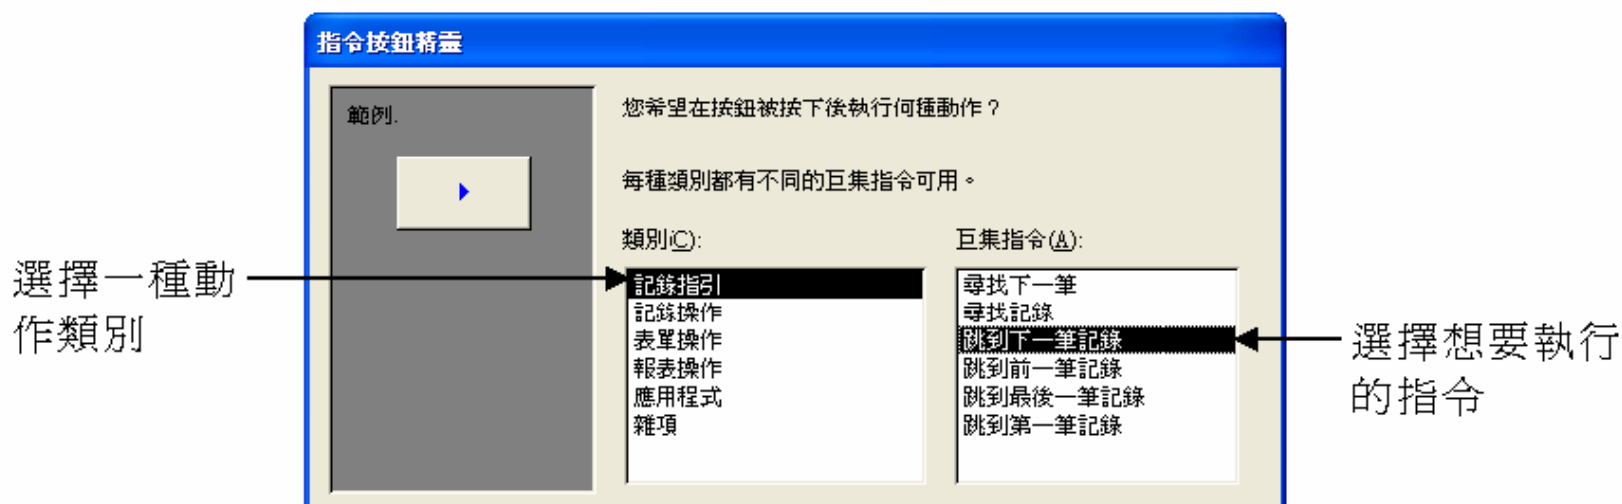 指令按鈕精靈
範例.
您希望在按鈕被按下後執行何種動作？
每種類別都有不同的巨集指令可用。
類別(C):
巨集指令(A):
選擇一種動
作類別
記錄指引
記錄操作
表單操作
報表操作
應用程式
雜項
尋找下一筆
尋找記錄
跳到下一筆記錄
跳到前一筆記錄
跳到最後一筆記錄
跳到第一筆記錄
選擇想要執行
的指令